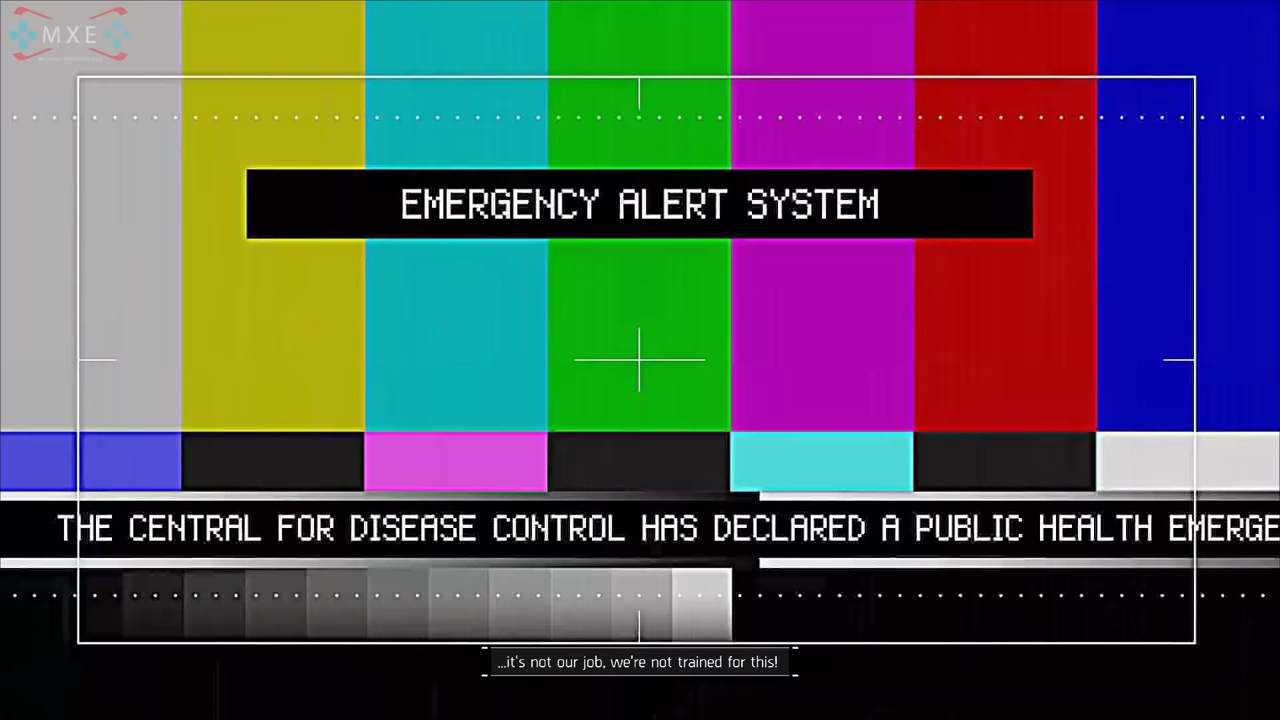 MXE
EMERGENCY ALERT SYSTEM
THE CENTRAL FOR DISEASE CONTROL HAS DECLARED A PUBLIC HEALTH EMERGE
...it's not our job, we're not trained for this!